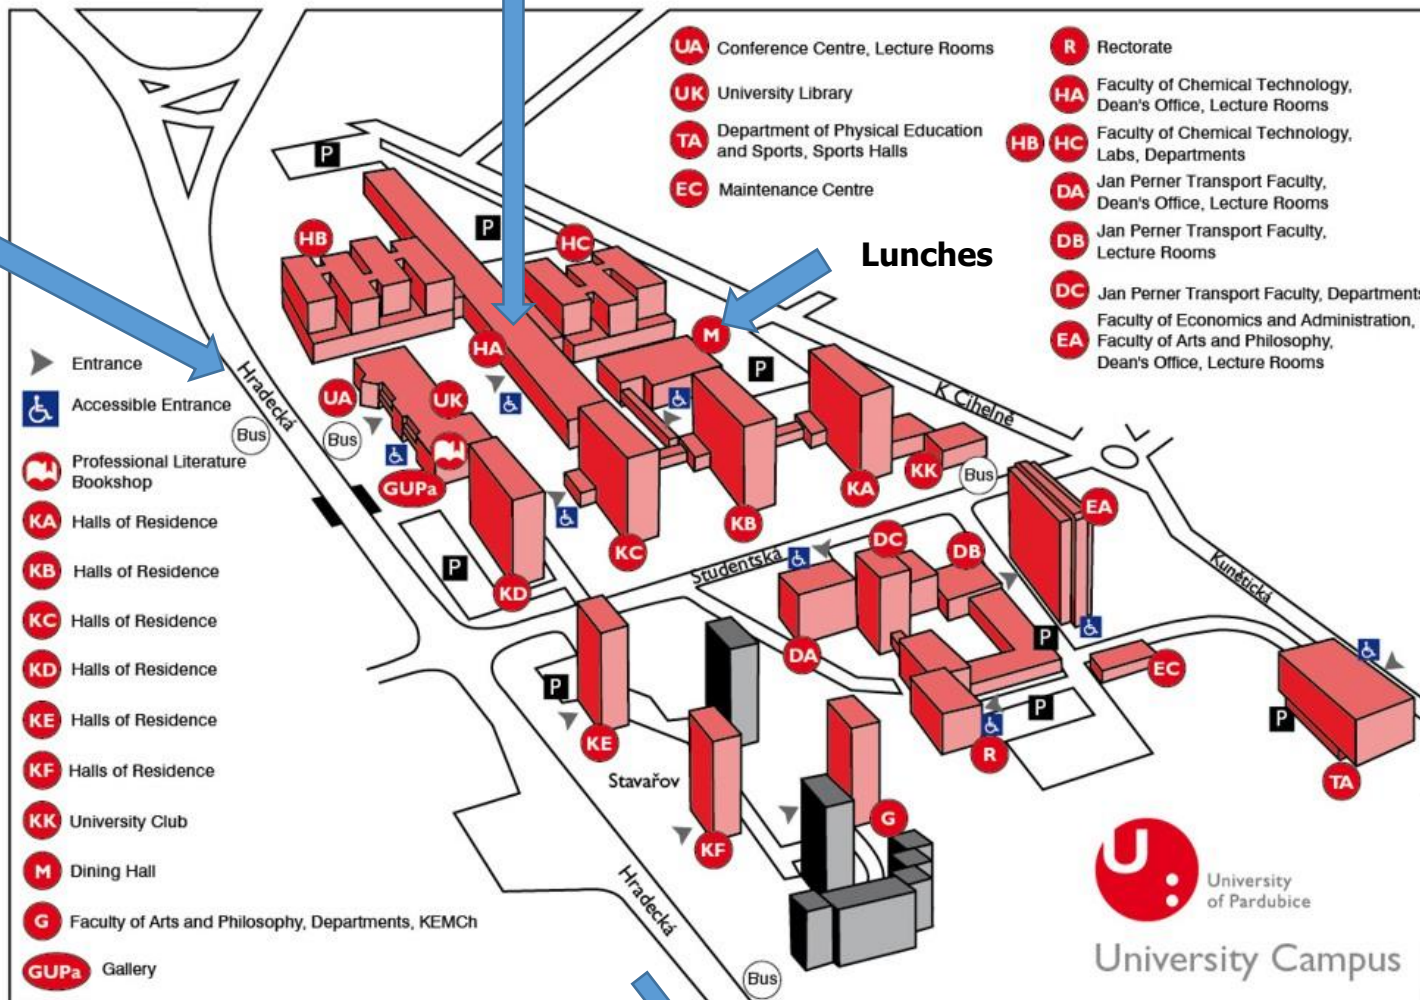 UA Conference Centre, Lecture Rooms
UK University Library
TA Department of Physical Education
and Sports, Sports Halls
EC Maintenance Centre
R Rectorate
HA Faculty of Chemical Technology,
Dean's Office, Lecture Rooms
HB HC Faculty of Chemical Technology,
Labs, Departments
DA Jan Perner Transport Faculty,
Dean's Office, Lecture Rooms
DB Jan Perner Transport Faculty,
Lecture Rooms
DC Jan Perner Transport Faculty, Departments
EA Faculty of Economics and Administration,
Faculty of Arts and Philosophy,
Dean's Office, Lecture Rooms
P
P
HB
HC
Lunches
M
HA
P
K Cihelně
Hradecká
UA
UK
Bus
Bus
GUPa
KA
KK
Bus
KB
KC
EA
P
KD
Studentská
DC
DB
Kunětická
P
DA
EC
P
P
P
KE
R
TA
Stavařov
G
KF
Hradecká
Bus
Entrance
Accessible Entrance
Professional Literature
Bookshop
KA Halls of Residence
KB Halls of Residence
KC Halls of Residence
KD Halls of Residence
KE Halls of Residence
KF Halls of Residence
KK University Club
M Dining Hall
G Faculty of Arts and Philosophy, Departments, KEMCh
GUPa Gallery
University
of Pardubice
University Campus